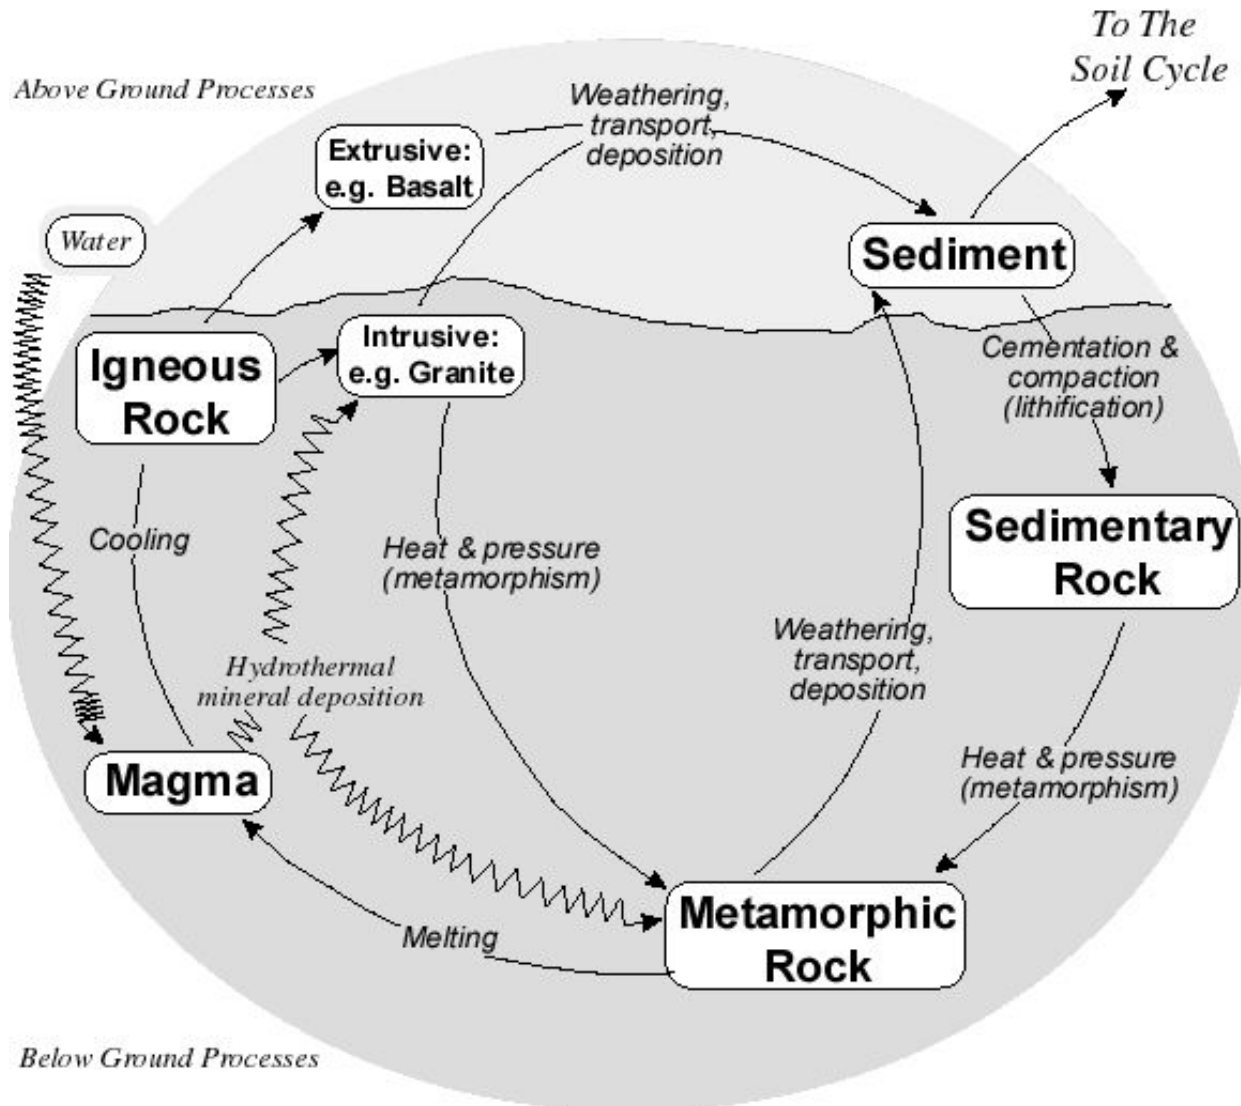 To The
Soil Cycle
Above Ground Processes
Weathering,
transport,
deposition
Extrusive:
e.g. Basalt
Water
Sediment
Igneous
Rock
Intrusive:
e.g. Granite
Cementation &
compaction
(lithification)
Sedimentary
Rock
Cooling
Heat & pressure
(metamorphism)
Weathering,
transport,
deposition
Hydrothermal
mineral deposition
Heat & pressure
(metamorphism)
Magma
Metamorphic
Rock
Melting
Below Ground Processes